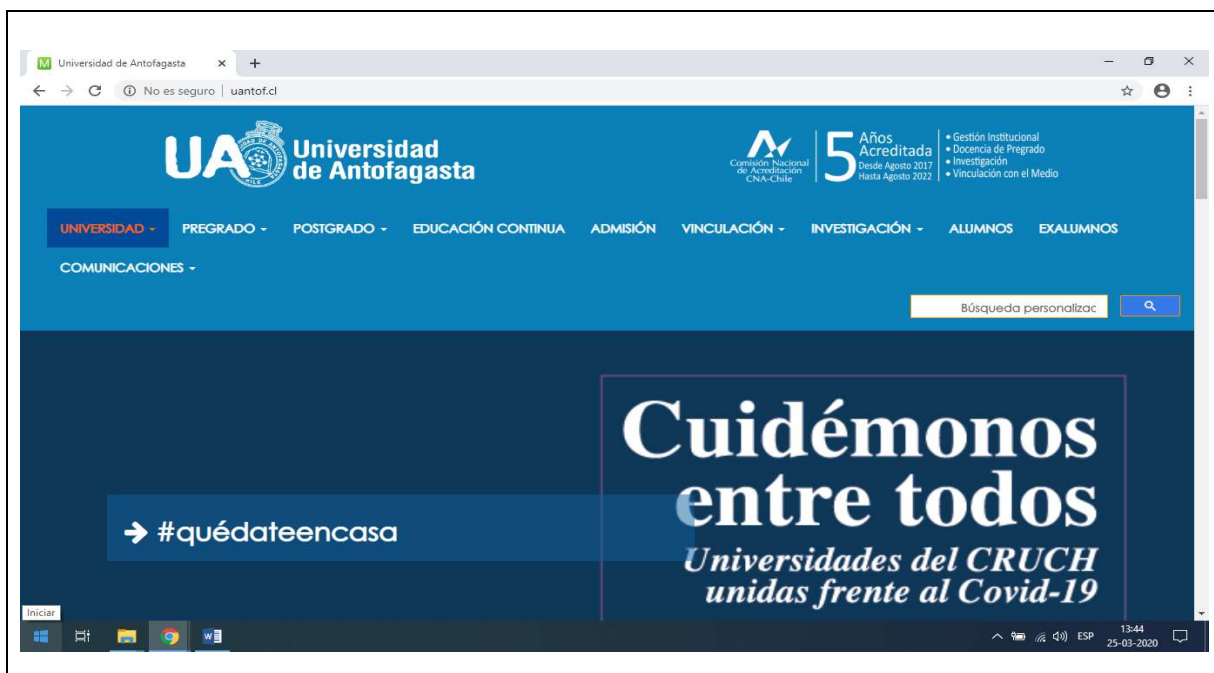 Universidad de Antofagasta
No es seguro | uantof.cl
UA Universidad
de Antofagasta
Comisión Nacional
de Acreditación
CNA-Chile
5 Años
Acreditada
Desde Agosto 2017
Hasta Agosto 2022
• Gestión Institucional
• Docencia de Pregrado
• Investigación
• Vinculación con el Medio
UNIVERSIDAD PREGRADO POSTGRADO EDUCACIÓN CONTINUA ADMISIÓN VINCULACIÓN INVESTIGACIÓN ALUMNOS EXALUMNOS
COMUNICACIONES
Búsqueda personalizac
Cuidémonos
entre todos
#quédateencasa
Universidades del CRUCH
unidas frente al Covid-19
Iniciar
ESP
13:44
25-03-2020